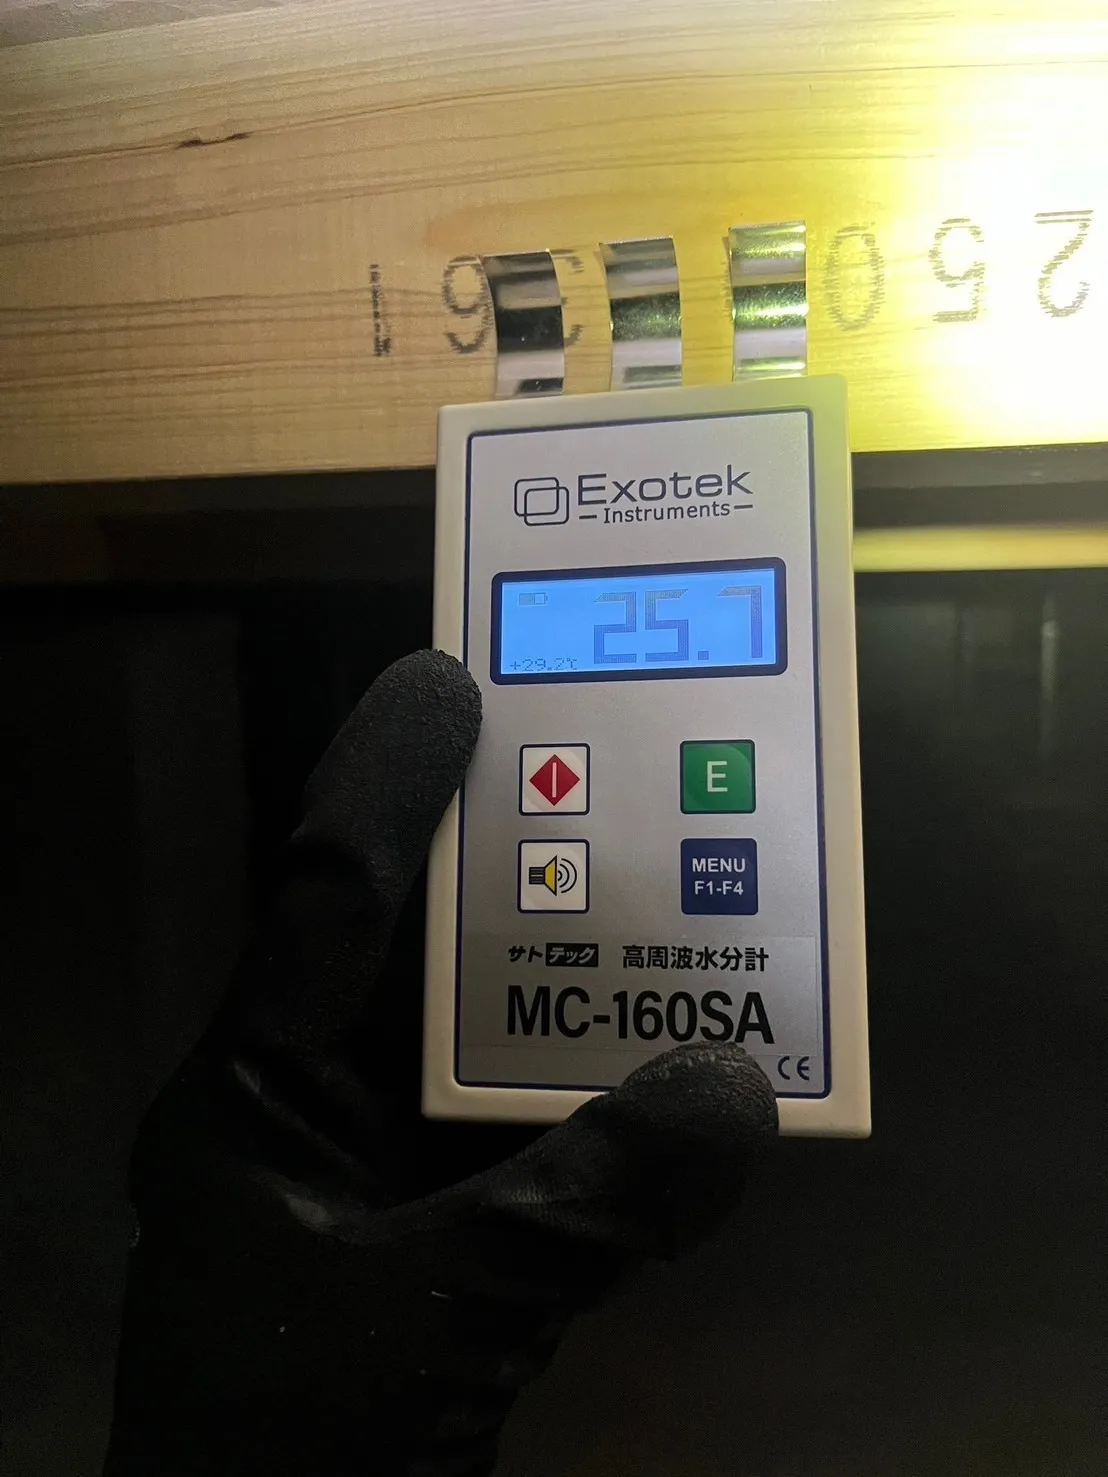 Exotek
Instruments
25.7
+29.2℃
E
MENU
F1-F4
サトテック 高周波水分計
MC-160SA
CE